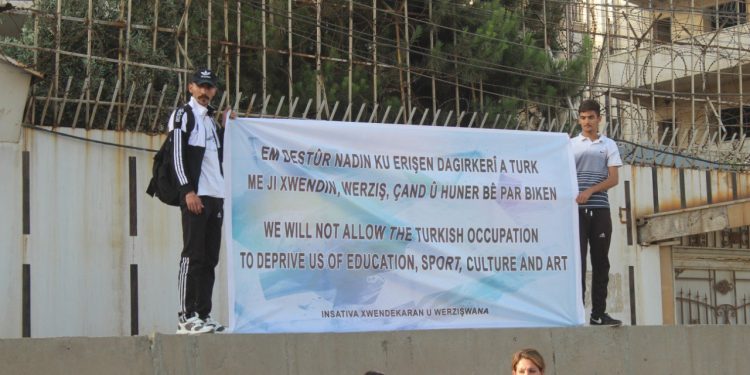 EM DESTÛR NADIN KU ERIŞEN DAGIRKERÎ A TURK
ME JI XWENDIN, WERZIŞ, ÇAND Û HUNER BÊ PAR BIKEN
WE WILL NOT ALLOW THE TURKISH OCCUPATION
TO DEPRIVE US OF EDUCATION, SPORT, CULTURE AND ART
INSATIVA XWENDEKARAN U WERZIŞWANA